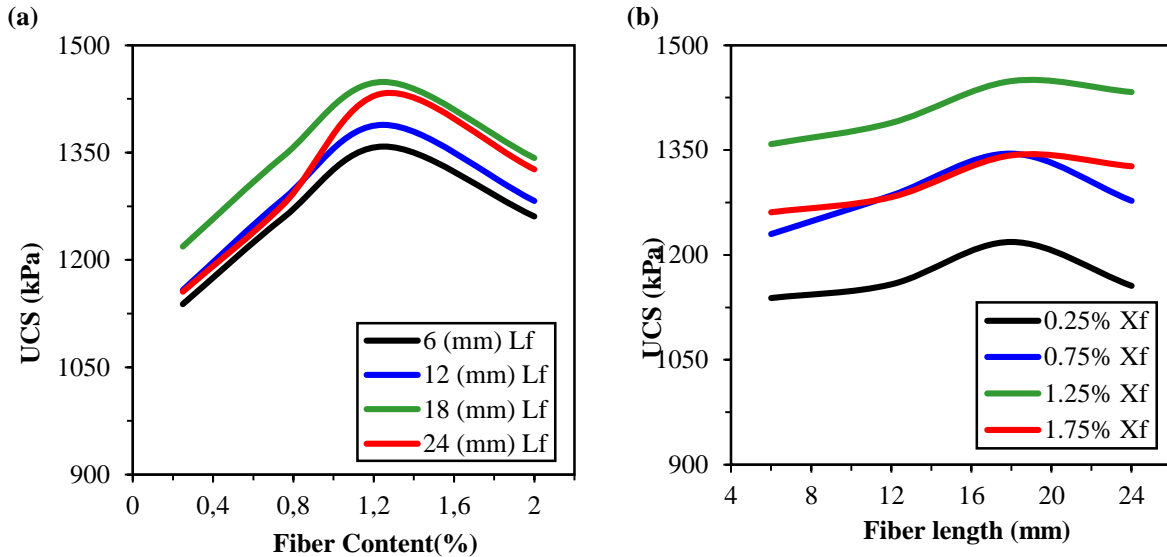 (a)
1500
1350
1200
1050
900
UCS (kPa)
0
0,4
0,8
1,2
1,6
2
Fiber Content(%)
6 (mm) Lf
12 (mm) Lf
18 (mm) Lf
24 (mm) Lf
(b)
1500
1350
1200
1050
900
UCS (kPa)
4
8
12
16
20
24
Fiber length (mm)
0.25% Xf
0.75% Xf
1.25% Xf
1.75% Xf